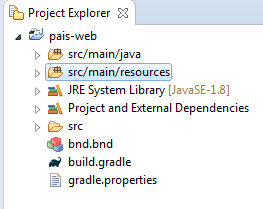 Project Explorer
pais-web
src/main/java
src/main/resources
JRE System Library [JavaSE-1.8]
Project and External Dependencies
src
bnd.bnd
build.gradle
gradle.properties